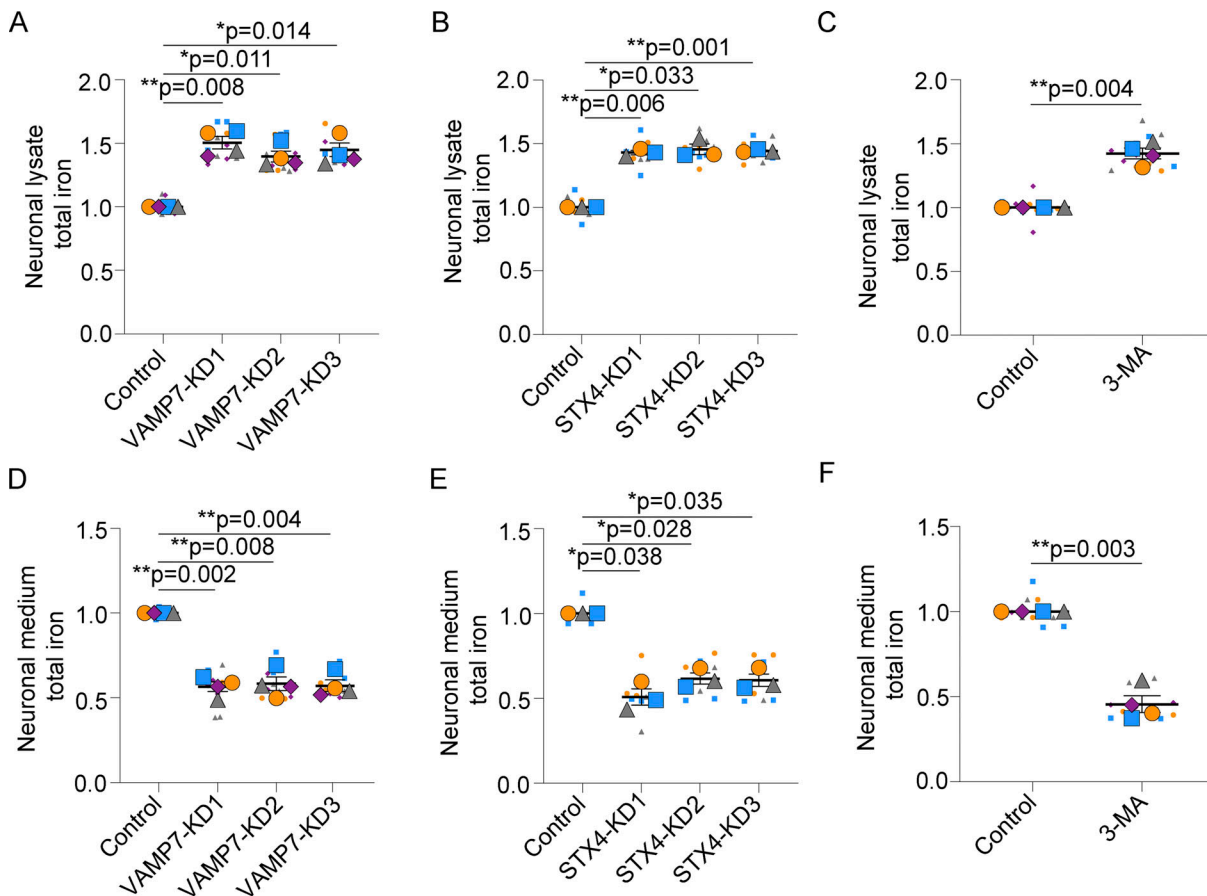 A
*p=0.014
*p=0.011
**p=0.008
Neuronal lysate
total iron
2.0
1.5
1.0
0.5
0.0
Control
VAMP7-KD1
VAMP7-KD2
VAMP7-KD3
B
**p=0.001
*p=0.033
**p=0.006
Neuronal lysate
total iron
2.0
1.5
1.0
0.5
0.0
Control
STX4-KD1
STX4-KD2
STX4-KD3
C
**p=0.004
Neuronal lysate
total iron
2.0
1.5
1.0
0.5
0.0
Control
3-MA
D
**p=0.004
**p=0.008
**p=0.002
Neuronal medium
total iron
1.5
1.0
0.5
0.0
Control
VAMP7-KD1
VAMP7-KD2
VAMP7-KD3
E
*p=0.035
*p=0.028
*p=0.038
Neuronal medium
total iron
1.5
1.0
0.5
0.0
Control
STX4-KD1
STX4-KD2
STX4-KD3
F
**p=0.003
Neuronal medium
total iron
1.5
1.0
0.5
0.0
Control
3-MA